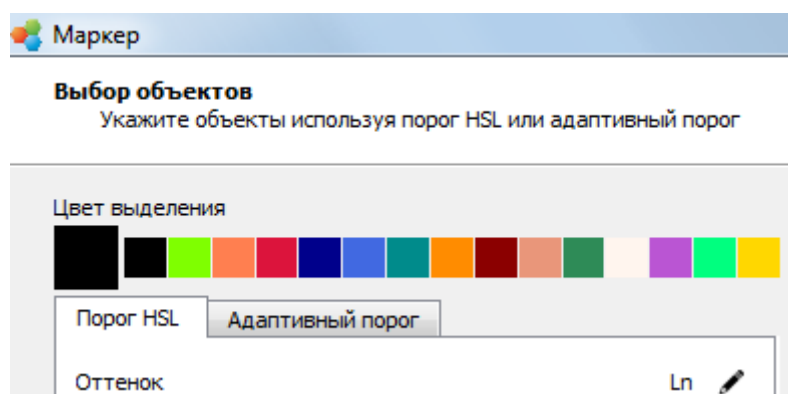 Маркер
Выбор объектов
Укажите объекты используя порог HSL или адаптивный порог
Цвет выделения
Порог HSL Адаптивный порог
Оттенок Ln